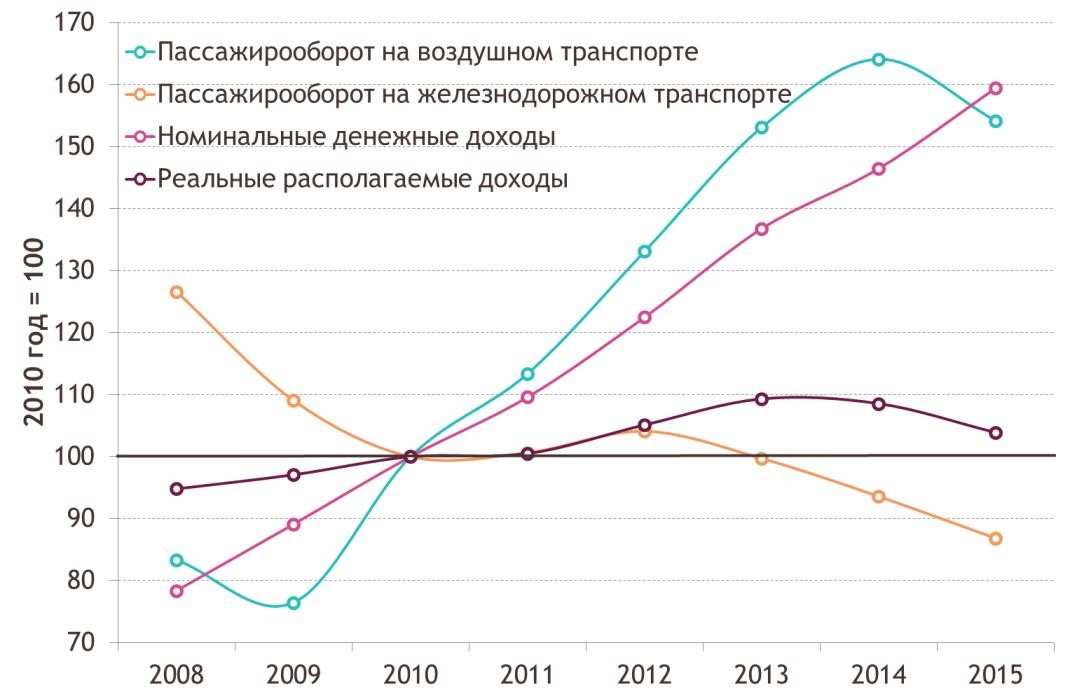 170
160
150
140
130
120
110
100
90
80
70
2010 год = 100
Пассажирооборот на воздушном транспорте
Пассажирооборот на железнодорожном транспорте
Номинальные денежные доходы
Реальные располагаемые доходы
2008 2009 2010 2011 2012 2013 2014 2015